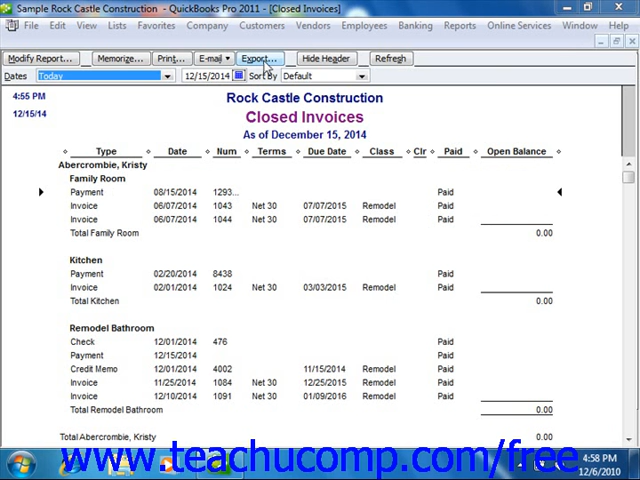 Sample Rock Castle Construction - QuickBooks Pro 2011 - [Closed Invoices]
File Edit View Lists Favorites Company Customers Vendors Employees Banking Reports Online Services Window Help
Modify Report... Memorize... Print... E-mail Export... Hide Header Refresh
Dates Today 12/15/2014 Sort By Default
4:55 PM Rock Castle Construction
12/15/14 Closed Invoices
As of December 15, 2014
Type Date Num Terms Due Date Class Clr Paid Open Balance
Abercrombie, Kristy
Family Room
Payment 08/15/2014 1293... Paid
Invoice 06/07/2014 1043 Net 30 07/07/2015 Remodel Paid
Invoice 06/07/2014 1044 Net 30 07/07/2015 Remodel Paid
Total Family Room 0.00
Kitchen
Payment 02/20/2014 8438 Paid
Invoice 02/01/2014 1024 Net 30 03/03/2015 Remodel Paid
Total Kitchen 0.00
Remodel Bathroom
Check 12/01/2014 476 Paid
Payment 12/15/2014 Paid
Credit Memo 12/01/2014 4002 11/15/2014 Remodel Paid
Invoice 11/25/2014 1084 Net 30 12/25/2015 Remodel Paid
Invoice 12/10/2014 1091 Net 30 01/09/2016 Remodel Paid
Total Remodel Bathroom 0.00
Total Abercrombie, Kristy 0.00
www.teachucomp.com/free
4:58 PM
12/6/2010